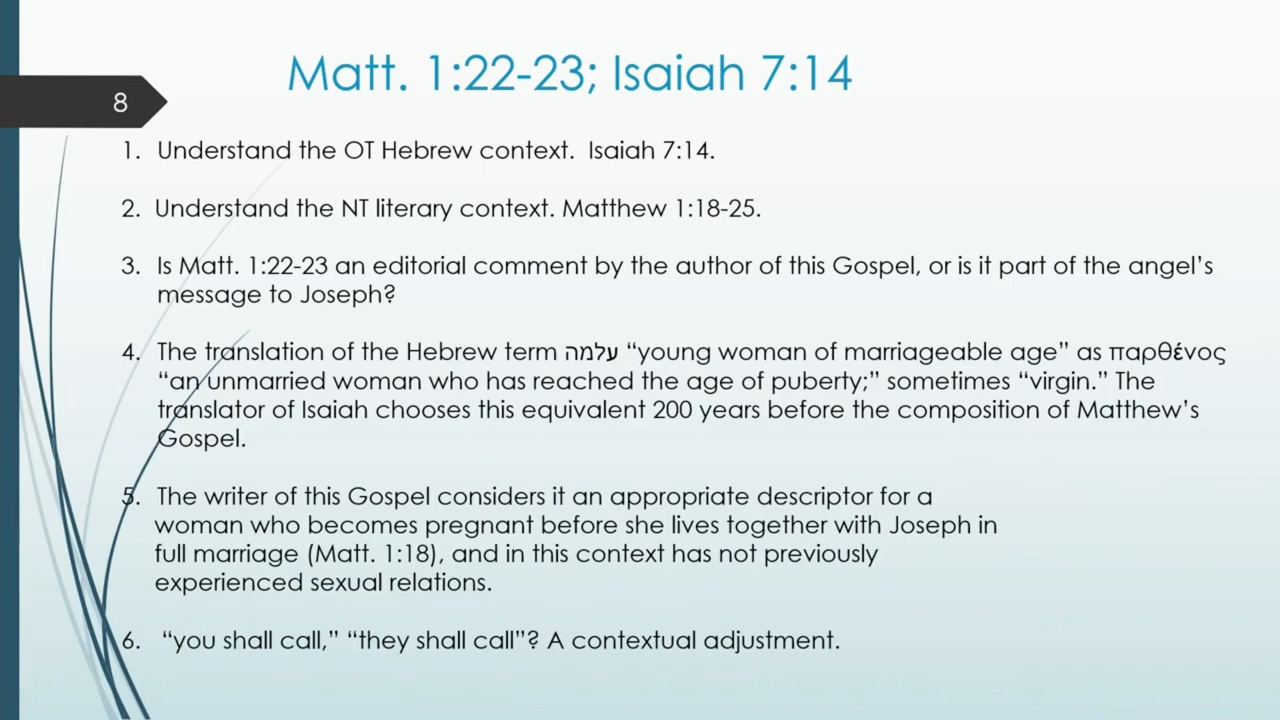 Matt. 1:22-23; Isaiah 7:14
8
1. Understand the OT Hebrew context. Isaiah 7:14.
2. Understand the NT literary context. Matthew 1:18-25.
3. Is Matt. 1:22-23 an editorial comment by the author of this Gospel, or is it part of the angel’s
message to Joseph?
4. The translation of the Hebrew term עלמה “young woman of marriageable age” as παρθένος
“an unmarried woman who has reached the age of puberty;” sometimes “virgin.” The
translator of Isaiah chooses this equivalent 200 years before the composition of Matthew’s
Gospel.
5. The writer of this Gospel considers it an appropriate descriptor for a
woman who becomes pregnant before she lives together with Joseph in
full marriage (Matt. 1:18), and in this context has not previously
experienced sexual relations.
6. “you shall call,” “they shall call”? A contextual adjustment.